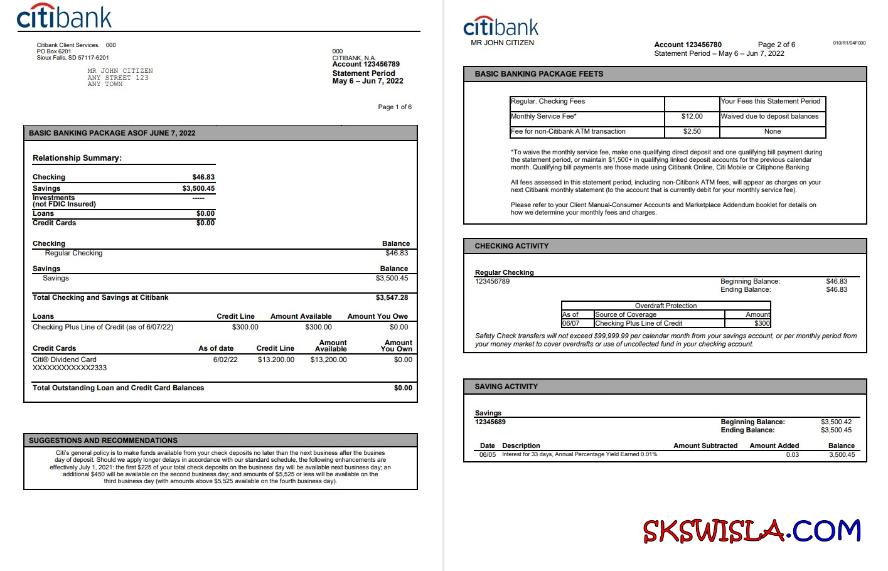 citibank
Citibank Client Services 000
PO Box 6201
Sioux Falls, SD 57117-6201
MR JOHN CITIZEN
ANY STREET 123
ANY TOWN
000
CITIBANK, N.A.
Account 123456789
Statement Period
May 6 – Jun 7, 2022
Page 1 of 6
BASIC BANKING PACKAGE ASOF JUNE 7, 2022
Relationship Summary:
Checking $46.83
Savings $3,500.45
Investments -----
(not FDIC Insured)
Loans $0.00
Credit Cards $0.00
Checking Balance
Regular Checking $46.83
Savings Balance
Savings $3,500.45
Total Checking and Savings at Citibank $3,547.28
Loans Credit Line Amount Available Amount You Owe
Checking Plus Line of Credit (as of 6/07/22) $300.00 $300.00 $0.00
Credit Cards As of date Credit Line Amount Available Amount You Own
Citi® Dividend Card 6/02/22 $13.200.00 $13,200.00 $0.00
XXXXXXXXXXXX2333
Total Outstanding Loan and Credit Card Balances $0.00
SUGGESTIONS AND RECOMMENDATIONS
Citi's general policy is to make funds available from your check deposits no later than the next business after the busines
day of deposit. Should we apply longer delays in accordance with our standard schedule, the following enhancements are
effectively July 1, 2021: the first $225 of your total check deposits on the business day will be available next business day; an
additional $450 will be available on the second business day; and amounts of $5,525 or less will be available on the
third business day (with amounts above $5,525 available on the fourth business day).
citibank
MR JOHN CITIZEN
Account 123456780 Page 2 of 6
Statement Period – May 6 – Jun 7, 2022
BASIC BANKING PACKAGE FEETS
Regular. Checking Fees Your Fees this Statement Period
Monthly Service Fee* $12.00 Waived due to deposit balances
Fee for non-Citibank ATM transaction $2.50 None
*To waive the monthly service fee, make one qualifying direct deposit and one qualifying bill payment during
the statement period, or maintain $1,500+ in qualifying linked deposit accounts for the previous calendar
month. Qualifying bill payments are those made using Citibank Online, Citi Mobile or Citiphone Banking
All fees assessed in this statement period, including non-Citibank ATM fees, will appear as charges on your
next Citibank monthly statement (to the account that is currently debit for your monthly service fee).
Please refer to your Client Manual-Consumer Accounts and Marketplace Addendum booklet for details on
how we determine your monthly fees and charges.
CHECKING ACTIVITY
Regular Checking
123456789 Beginning Balance: $46.83
Ending Balance: $46.83
Overdraft Protection
As of Source of Coverage Amount
06/07 Checking Plus Line of Credit $300
Safety Check transfers will not exceed $99,999.99 per calendar month from your savings account, or per monthly period from
your money market to cover overdrafts or use of uncollected fund in your checking account.
SAVING ACTIVITY
Savings
12345689 Beginning Balance: $3,500.42
Ending Balance: $3,500.45
Date Description Amount Subtracted Amount Added Balance
06/05 Interest for 33 days, Annual Percentage Yield Earned 0.01% 0.03 3,500.45
SKSWISLA.COM